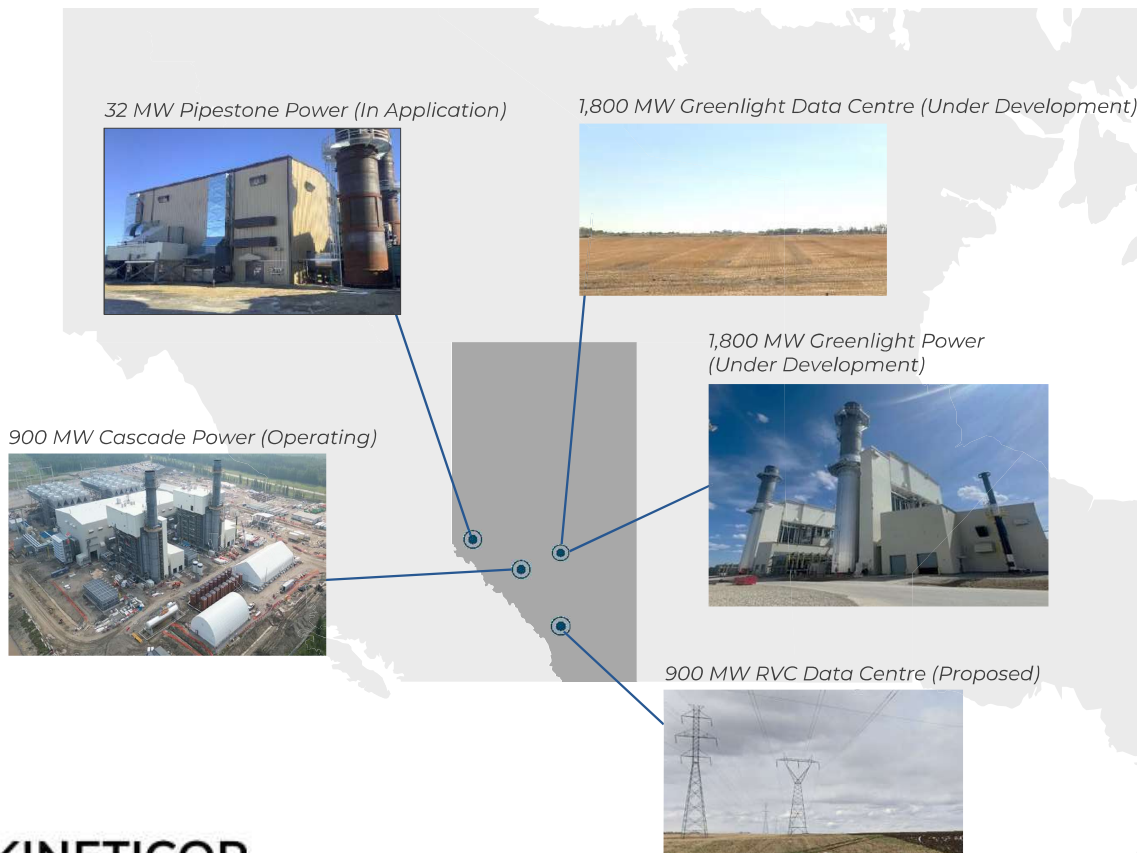 32 MW Pipestone Power (In Application)
1,800 MW Greenlight Data Centre (Under Development)
1,800 MW Greenlight Power
(Under Development)
900 MW Cascade Power (Operating)
900 MW RVC Data Centre (Proposed)
KINETICOR